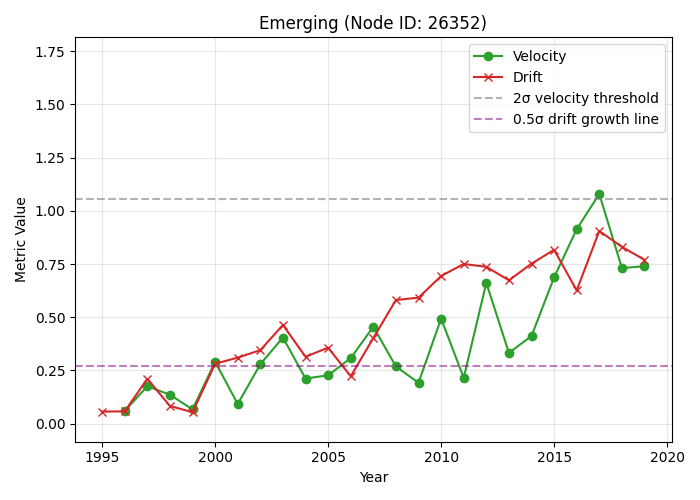 Emerging (Node ID: 26352)
Velocity
Drift
2σ velocity threshold
0.5σ drift growth line
Metric Value
1.75
1.50
1.25
1.00
0.75
0.50
0.25
0.00
1995
2000
2005
2010
2015
2020
Year